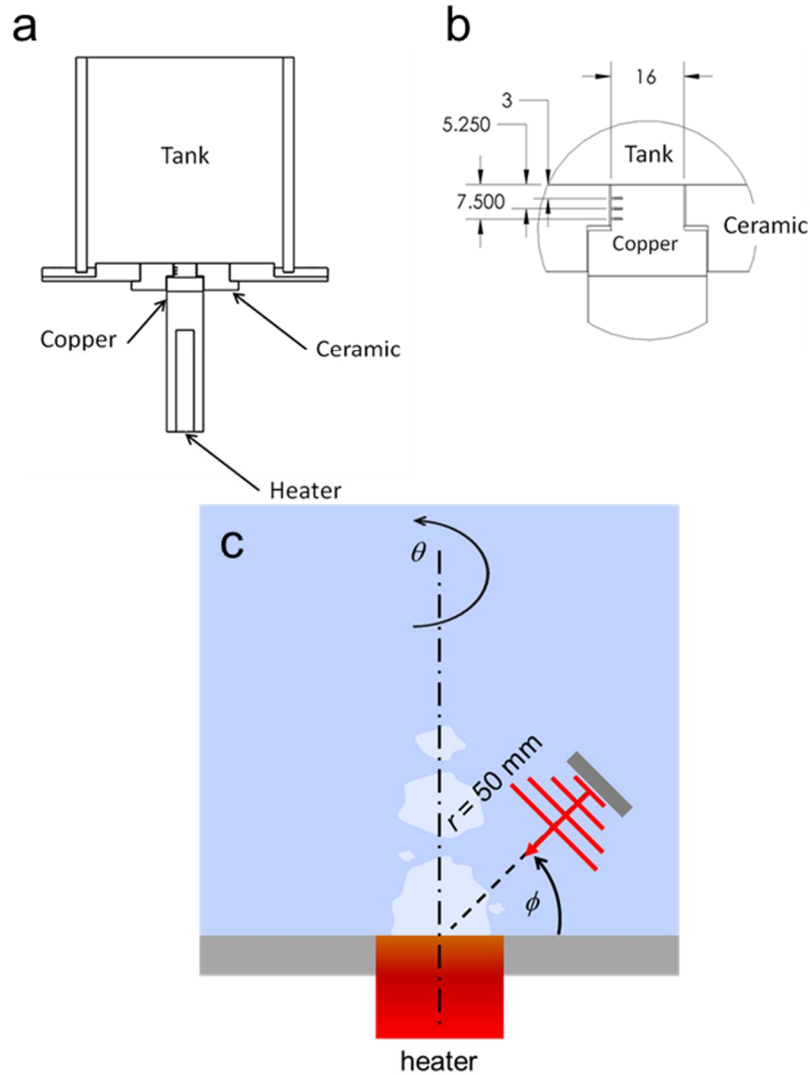 a
b
Tank
Copper
Ceramic
Heater
16
3
5.250
7.500
Tank
Ceramic
Copper
c
θ
r = 50 mm
ϕ
heater